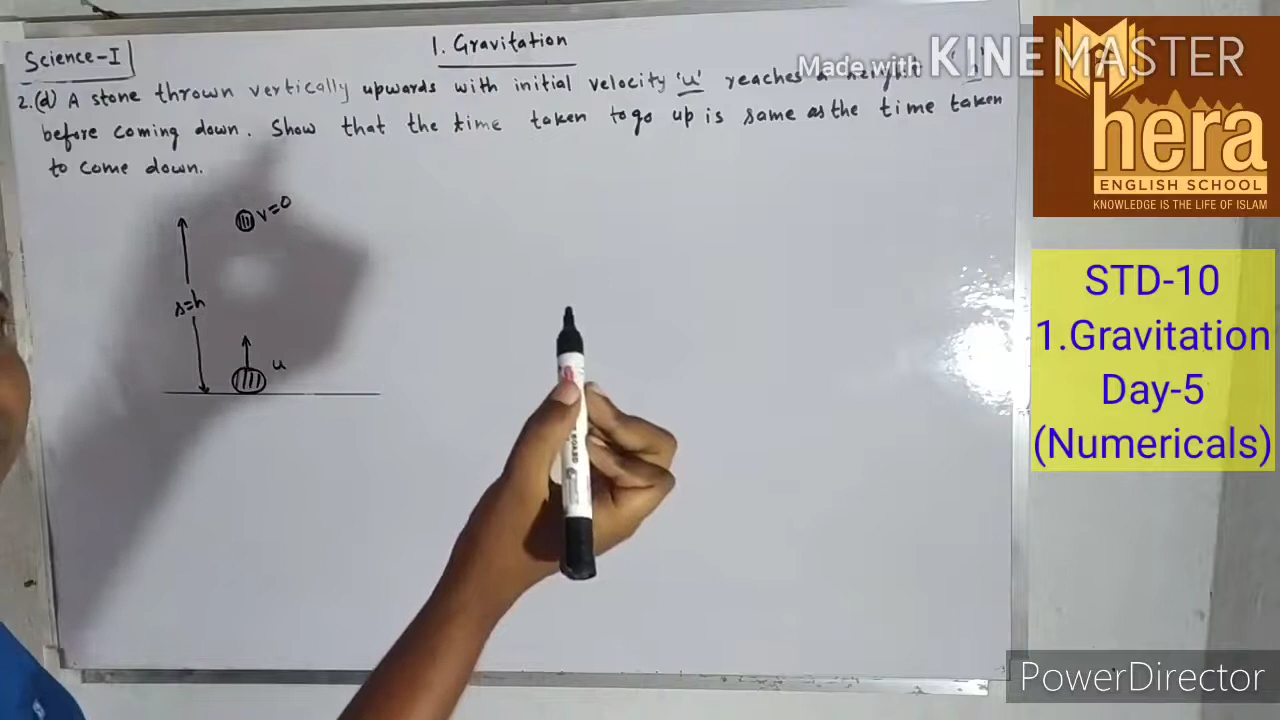 Science-I
1. Gravitation
2.(d) A stone thrown vertically upwards with initial velocity 'u' reaches a height 'h'
before coming down. Show that the time taken to go up is same as the time taken
to come down.
v=0
s=h
u
Made with KINEMASTER
hera
ENGLISH SCHOOL
KNOWLEDGE IS THE LIFE OF ISLAM
STD-10
1.Gravitation
Day-5
(Numericals)
PowerDirector